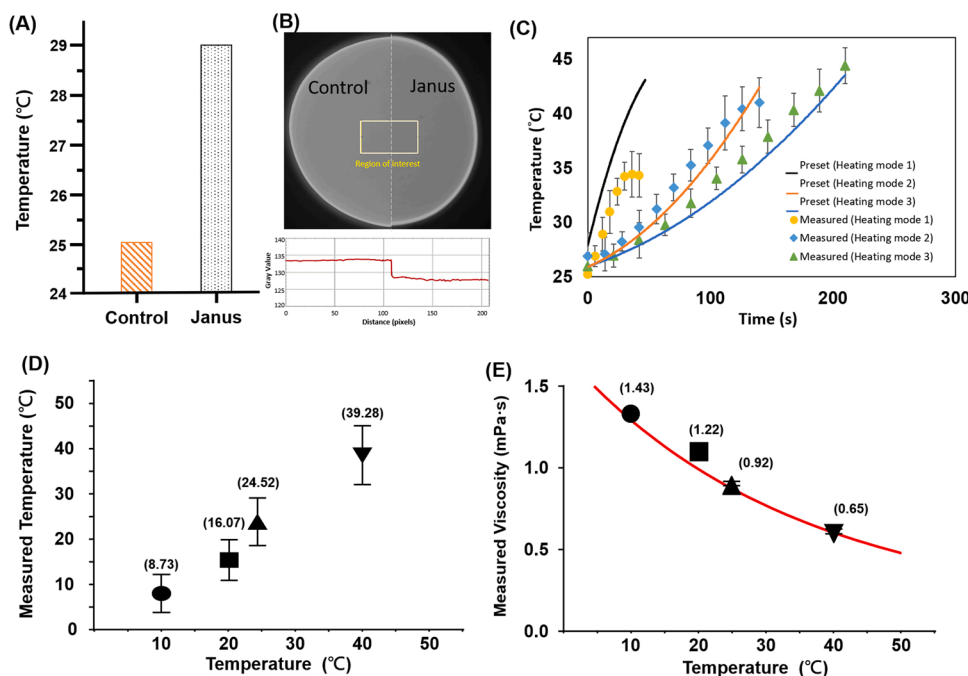 (A)
Temperature (℃)
29
28
27
26
25
24
Control
Janus
(B)
Control
Janus
Region of interest
Gray Value
140
135
130
125
120
0
50
100
150
200
Distance (pixels)
(C)
Temperature (℃)
45
40
35
30
25
0
100
200
300
Time (s)
Preset (Heating mode 1)
Preset (Heating mode 2)
Preset (Heating mode 3)
Measured (Heating mode 1)
Measured (Heating mode 2)
Measured (Heating mode 3)
(D)
Measured Temperature (℃)
50
40
30
20
10
0
(8.73)
(16.07)
(24.52)
(39.28)
10
20
30
40
50
Temperature (℃)
(E)
Measured Viscosity (mPa·s)
1.5
1.0
0.5
0.0
(1.43)
(1.22)
(0.92)
(0.65)
10
20
30
40
50
Temperature (℃)